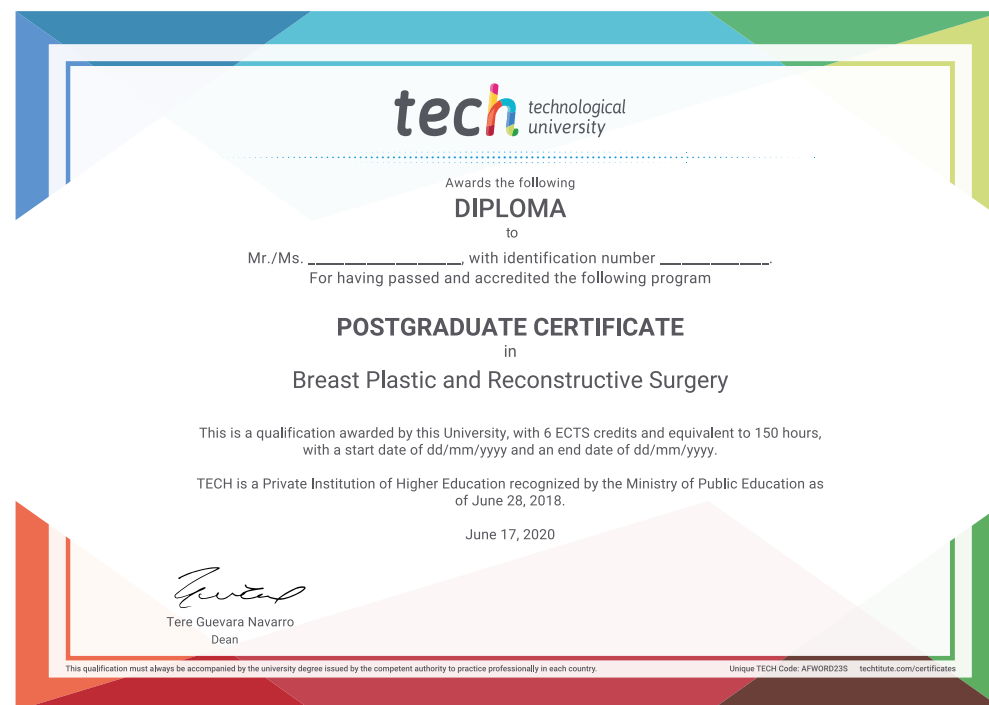 tech technological
university
Awards the following
DIPLOMA
to
Mr./Ms. ____________________, with identification number ______________.
For having passed and accredited the following program
POSTGRADUATE CERTIFICATE
in
Breast Plastic and Reconstructive Surgery
This is a qualification awarded by this University, with 6 ECTS credits and equivalent to 150 hours,
with a start date of dd/mm/yyyy and an end date of dd/mm/yyyy.
TECH is a Private Institution of Higher Education recognized by the Ministry of Public Education as
of June 28, 2018.
June 17, 2020
Tere Guevara Navarro
Dean
This qualification must always be accompanied by the university degree issued by the competent authority to practice professionally in each country.
Unique TECH Code: AFWORD23S techtitute.com/certificates